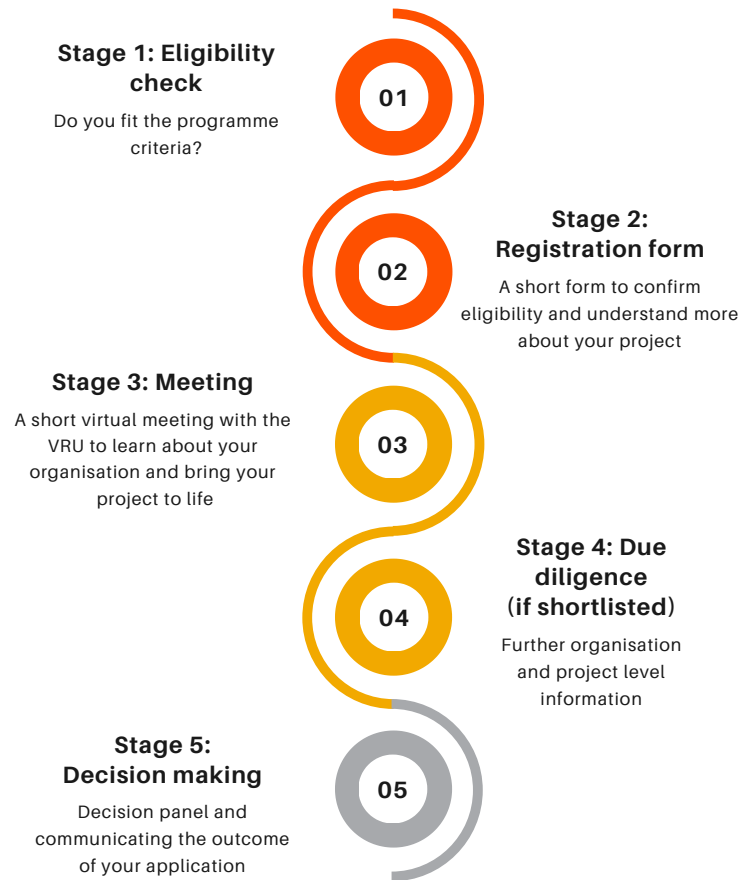 Stage 1: Eligibility
check
Do you fit the programme
criteria?
01
Stage 2:
Registration form
A short form to confirm
eligibility and understand more
about your project
02
Stage 3: Meeting
A short virtual meeting with the
VRU to learn about your
organisation and bring your
project to life
03
Stage 4: Due
diligence
(if shortlisted)
Further organisation
and project level
information
04
Stage 5:
Decision making
Decision panel and
communicating the outcome
of your application
05